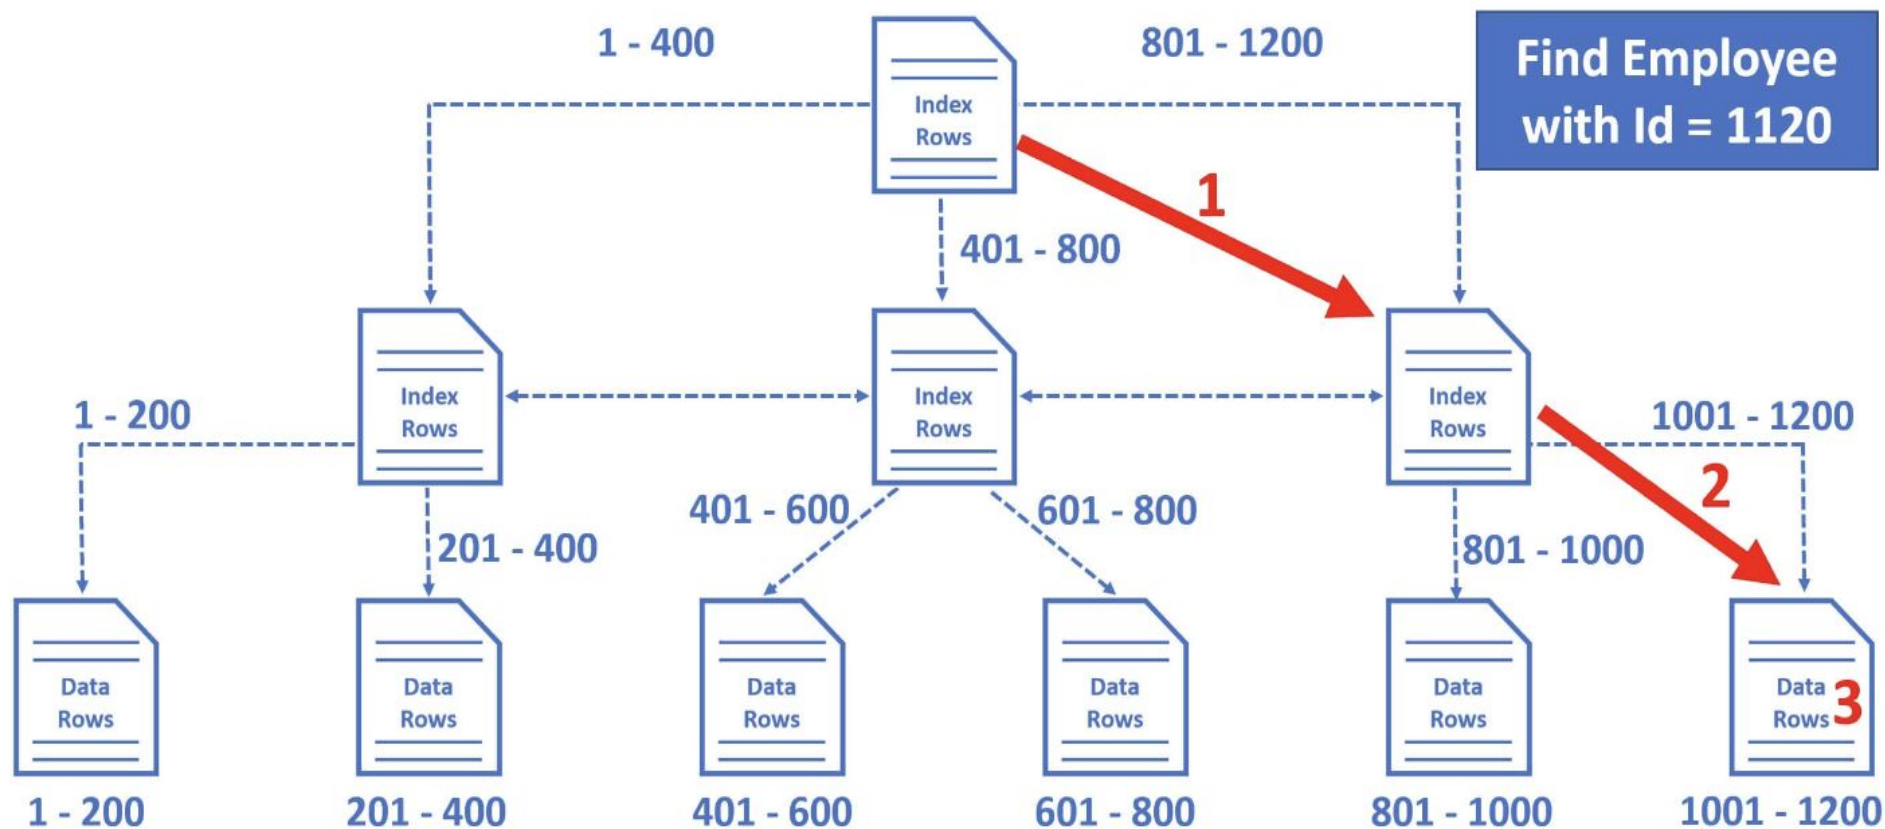 1 - 400
801 - 1200
Find Employee
with Id = 1120
Index
Rows
1
401 - 800
Index
Rows
Index
Rows
Index
Rows
1 - 200
1001 - 1200
2
401 - 600
601 - 800
201 - 400
801 - 1000
Data
Rows
Data
Rows
Data
Rows
Data
Rows
Data
Rows
Data
Rows
3
1 - 200
201 - 400
401 - 600
601 - 800
801 - 1000
1001 - 1200